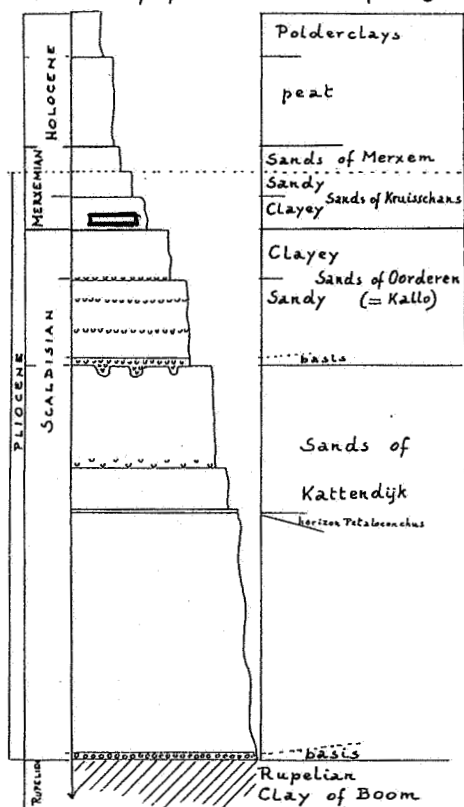 Polderclays
peat
Sands of Merxem
Sandy
Sands of Kruisschans
Clayey
Clayey
Sands of Oorderen
Sandy (= Kallo)
basis
Sands of
Kattendijk
horizon Petaloconchus
basis
Rupelian
Clay of Boom
HOLOCENE
MERXEMIAN
SCALDISIAN
PLIOCENE